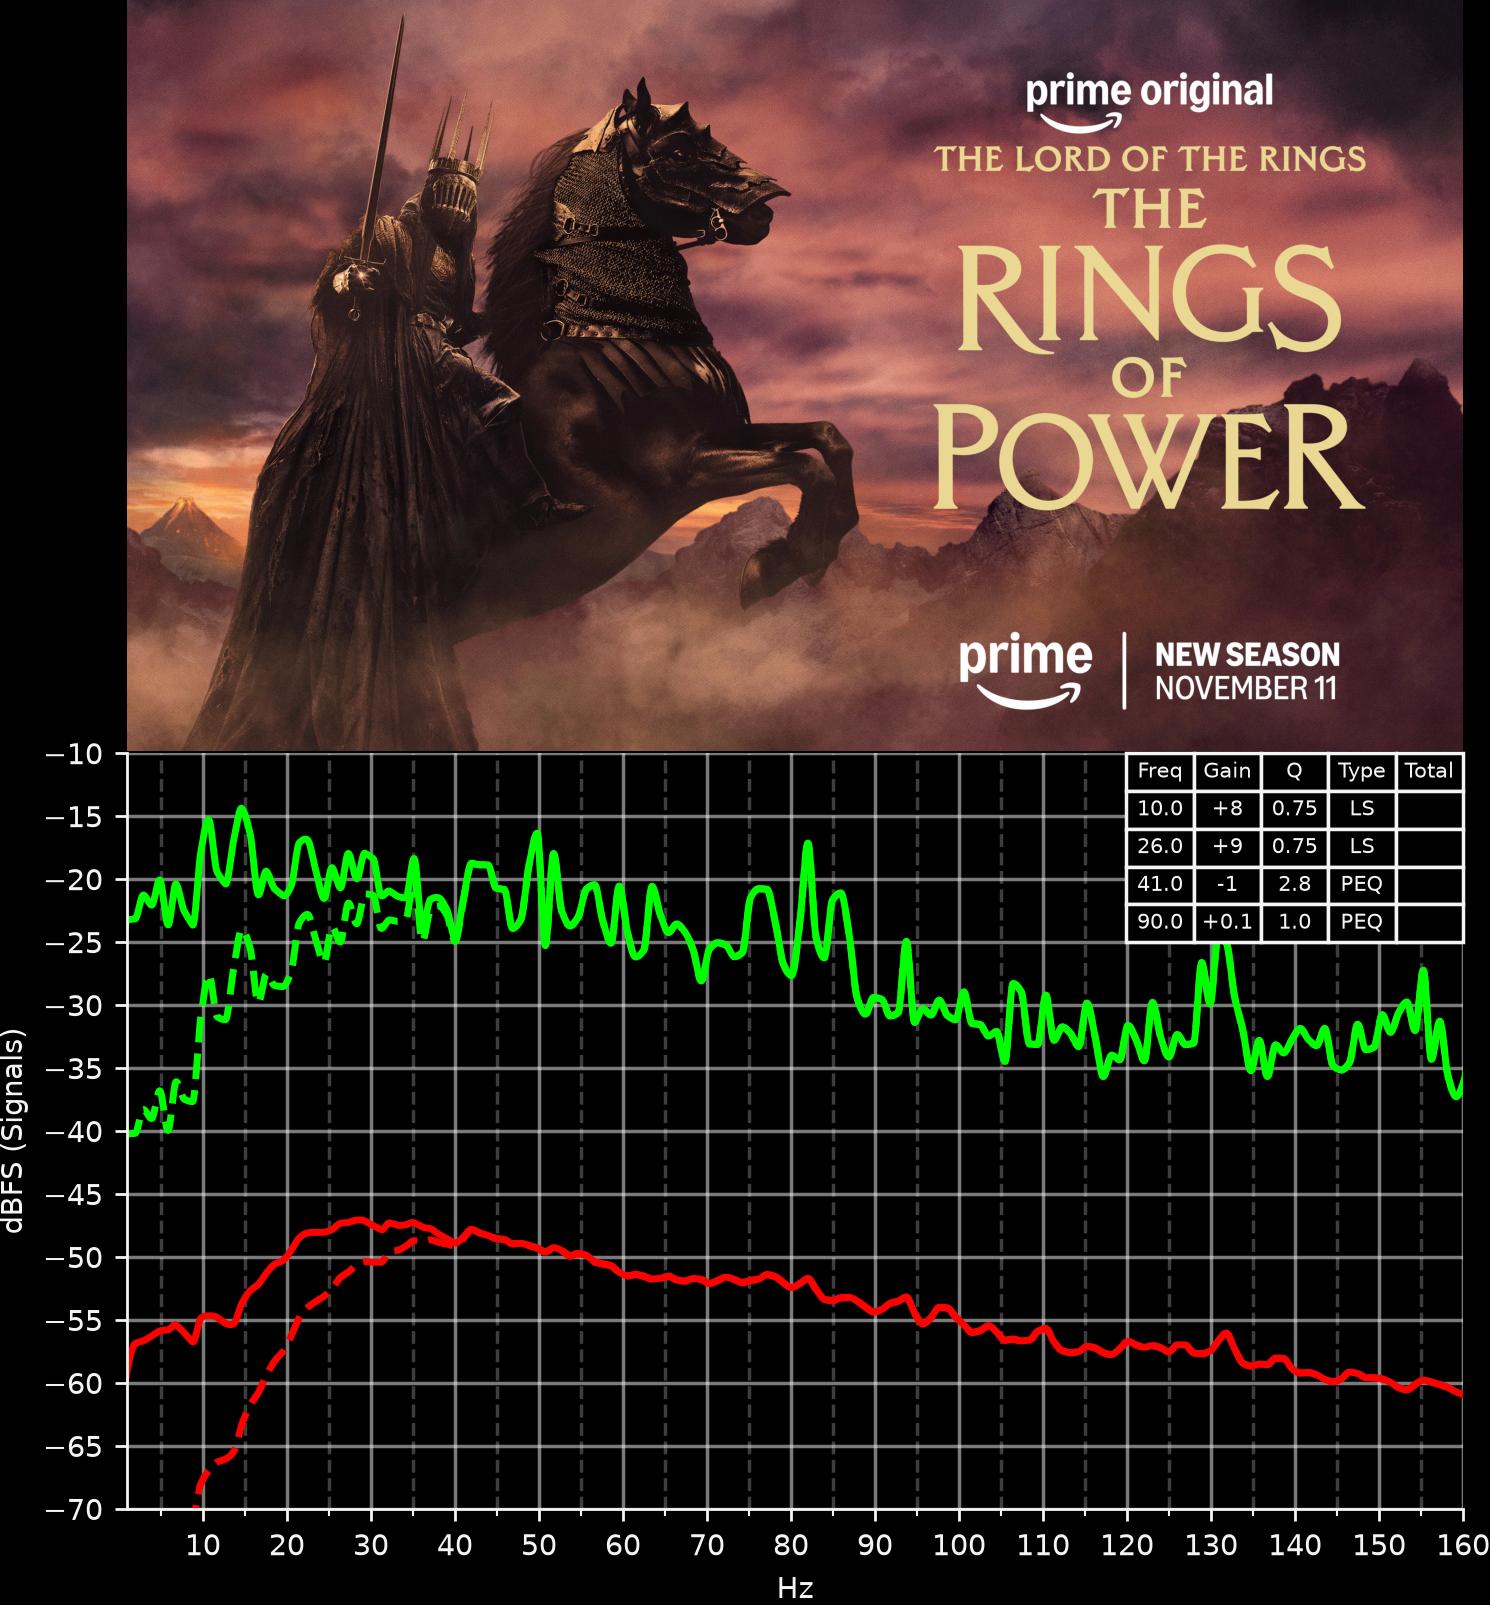 prime original
THE LORD OF THE RINGS
THE
RINGS
OF
POWER
prime
NEW SEASON
NOVEMBER 11
Freq Gain Q Type Total
10.0 +8 0.75 LS
26.0 +9 0.75 LS
41.0 -1 2.8 PEQ
90.0 +0.1 1.0 PEQ
dBFS (Signals)
−10
−15
−20
−25
−30
−35
−40
−45
−50
−55
−60
−65
−70
10 20 30 40 50 60 70 80 90 100 110 120 130 140 150 160
Hz